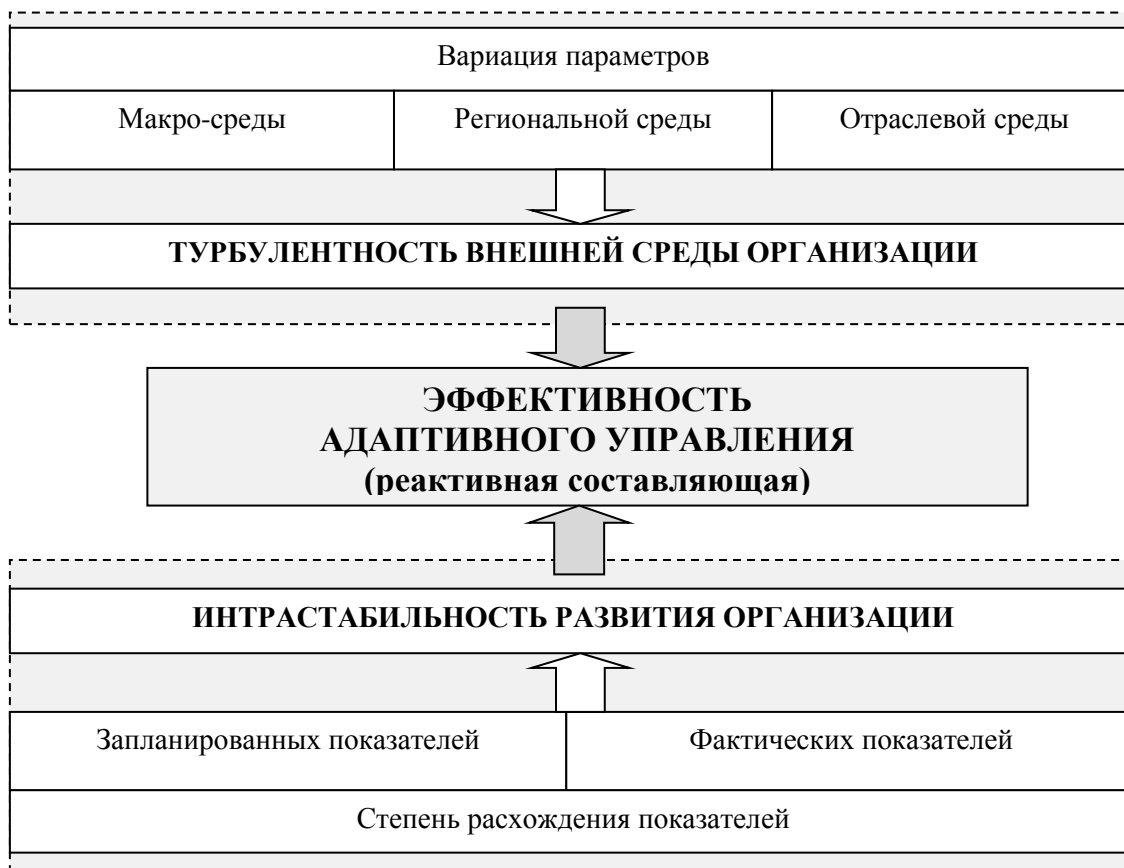 Вариация параметров
Макро-среды
Региональной среды
Отраслевой среды
ТУРБУЛЕНТНОСТЬ ВНЕШНЕЙ СРЕДЫ ОРГАНИЗАЦИИ
ЭФФЕКТИВНОСТЬ
АДАПТИВНОГО УПРАВЛЕНИЯ
(реактивная составляющая)
ИНТРАСТАБИЛЬНОСТЬ РАЗВИТИЯ ОРГАНИЗАЦИИ
Запланированных показателей
Фактических показателей
Степень расхождения показателей